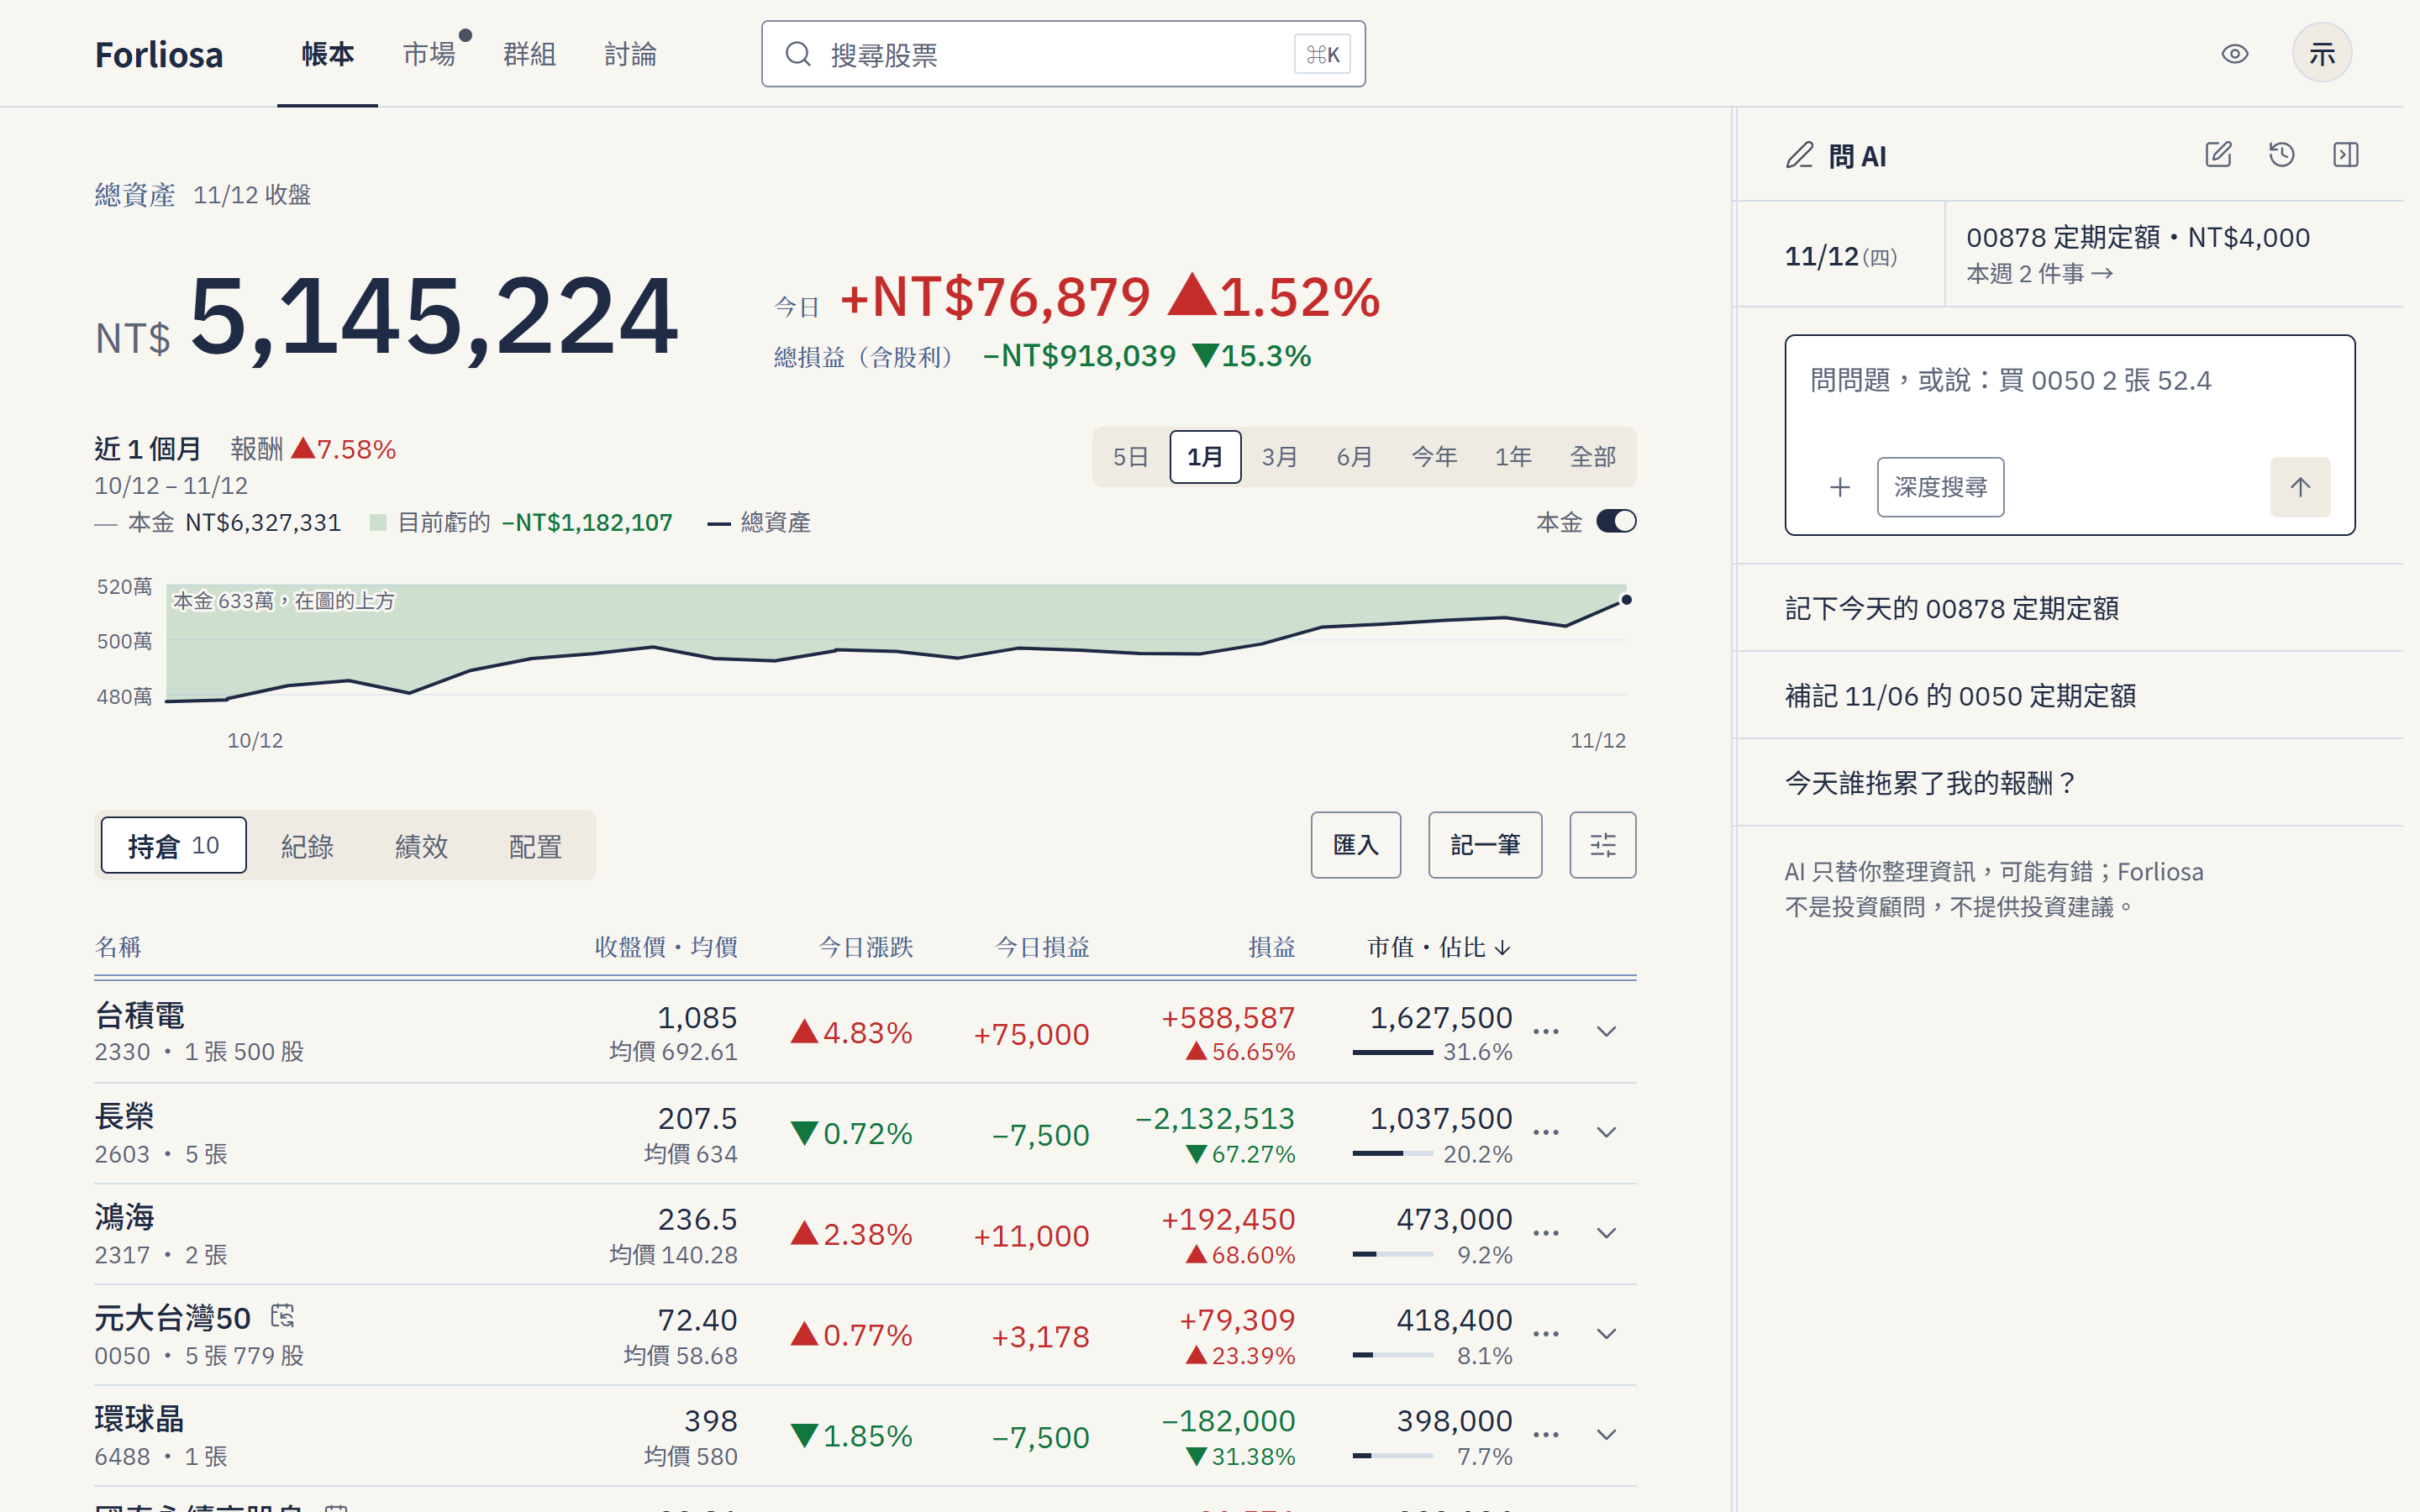 Forliosa
帳本
市場
群組
討論
搜尋股票
⌘K
示
總資產 11/12 收盤
NT$ 5,145,224
今日 +NT$76,879 ▲1.52%
總損益（含股利） −NT$918,039 ▼15.3%
近 1 個月 報酬 ▲7.58%
10/12 – 11/12
5日 1月 3月 6月 今年 1年 全部
本金 NT$6,327,331 目前虧的 −NT$1,182,107 總資產
本金
520萬
本金 633萬，在圖的上方
500萬
480萬
10/12
11/12
持倉 10 紀錄 績效 配置
匯入 記一筆
名稱 收盤價・均價 今日漲跌 今日損益 損益 市值・佔比 ↓
台積電 1,085 ▲4.83% +75,000 +588,587 1,627,500
2330 ・ 1 張 500 股 均價 692.61 ▲56.65% 31.6%
長榮 207.5 ▼0.72% −7,500 −2,132,513 1,037,500
2603 ・ 5 張 均價 634 ▼67.27% 20.2%
鴻海 236.5 ▲2.38% +11,000 +192,450 473,000
2317 ・ 2 張 均價 140.28 ▲68.60% 9.2%
元大台灣50 72.40 ▲0.77% +3,178 +79,309 418,400
0050 ・ 5 張 779 股 均價 58.68 ▲23.39% 8.1%
環球晶 398 ▼1.85% −7,500 −182,000 398,000
6488 ・ 1 張 均價 580 ▼31.38% 7.7%
問 AI
11/12 (四)
00878 定期定額・NT$4,000
本週 2 件事 →
問問題，或說：買 0050 2 張 52.4
深度搜尋
記下今天的 00878 定期定額
補記 11/06 的 0050 定期定額
今天誰拖累了我的報酬？
AI 只替你整理資訊，可能有錯；Forliosa
不是投資顧問，不提供投資建議。